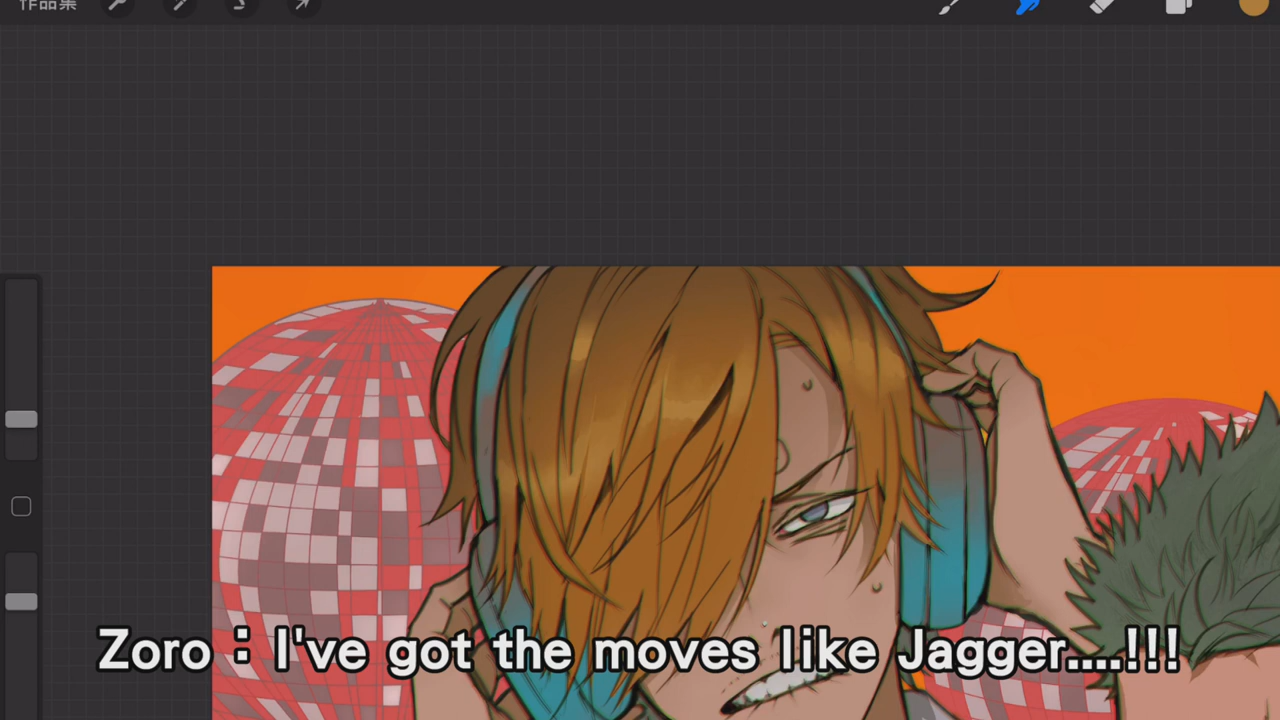 作品集
Zoro : I've got the moves like Jagger....!!!